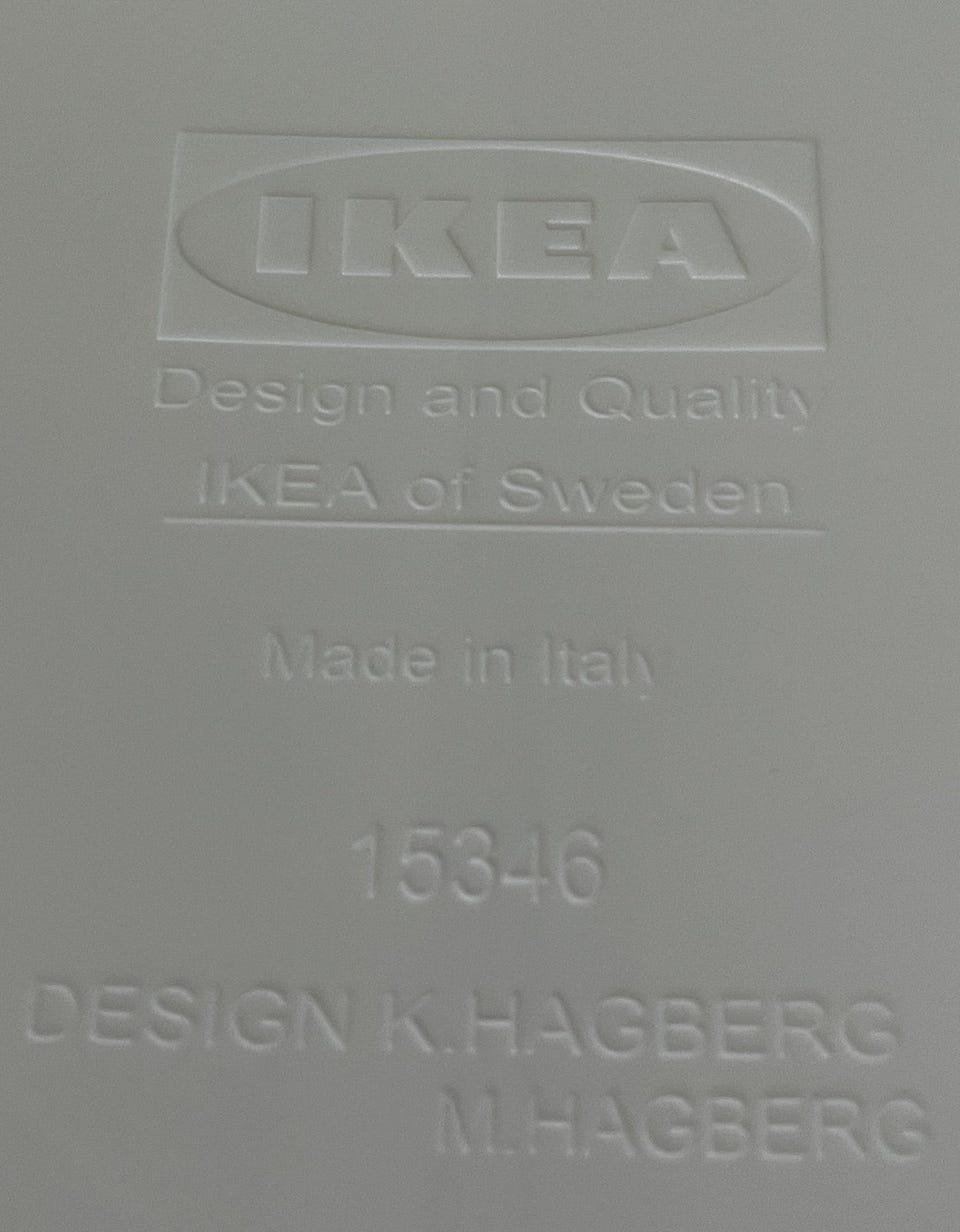 IKEA
Design and Quality
IKEA of Sweden
Made in Italy
15346
DESIGN K.HAGBERG
M.HAGBERG